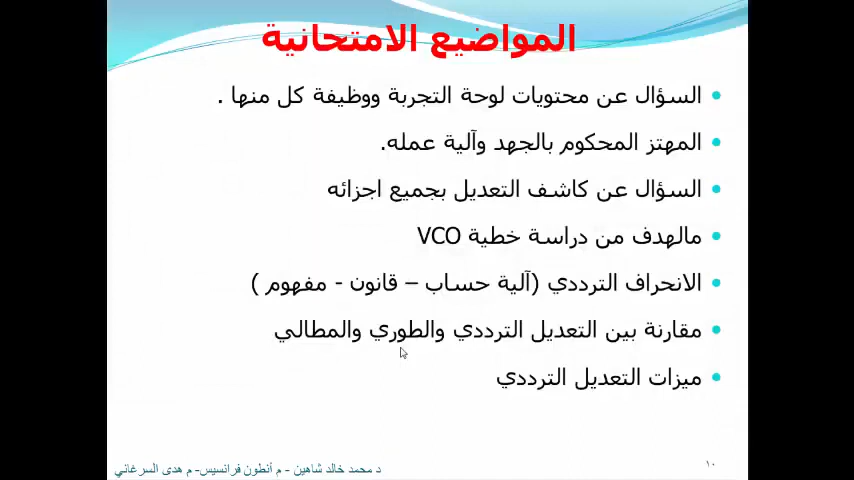 المواضيع الامتحانية
• السؤال عن محتويات لوحة التجربة ووظيفة كل منها .
• المهتز المحكوم بالجهد وآلية عمله.
• السؤال عن كاشف التعديل بجميع اجزائه
• مالهدف من دراسة خطية VCO
• الانحراف الترددي (آلية حساب – قانون - مفهوم )
• مقارنة بين التعديل الترددي والطوري والمطالي
• ميزات التعديل الترددي
د محمد خالد شاهين - م أنطون فرانسيس- م هدى السرغاني
١٠